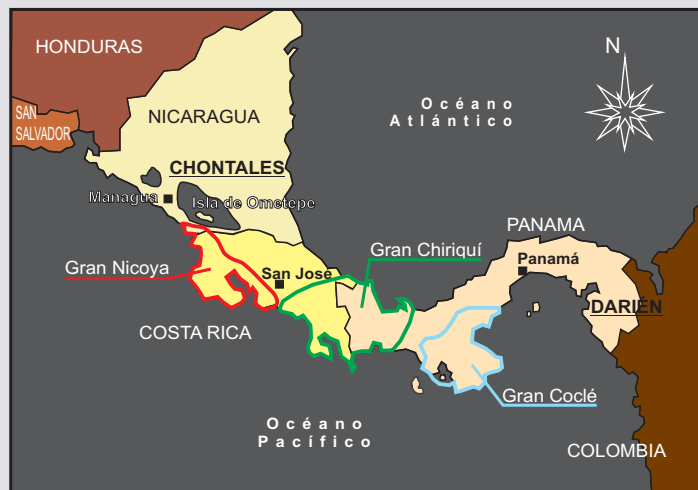 HONDURAS
N
SAN
SALVADOR
Océano
Atlántico
NICARAGUA
CHONTALES
Managua
Isla de Ometepe
PANAMA
Gran Chiriquí
Panamá
Gran Nicoya
San José
DARIÉN
COSTA RICA
Gran Coclé
Océano
Pacífico
COLOMBIA